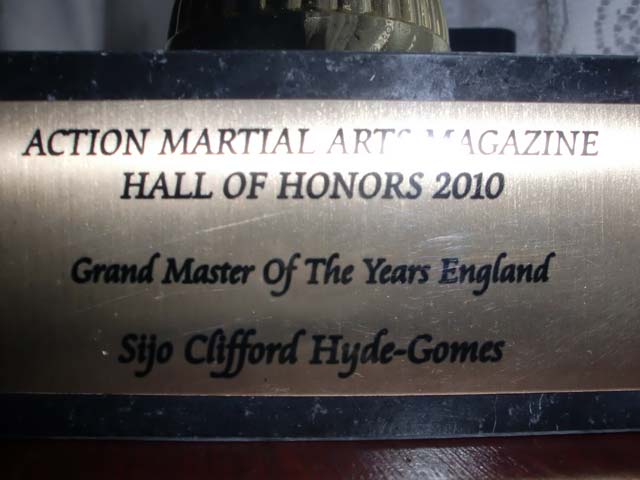 ACTION MARTIAL ARTS MAGAZINE
HALL OF HONORS 2010
Grand Master Of The Years England
Sijo Clifford Hyde-Gomes